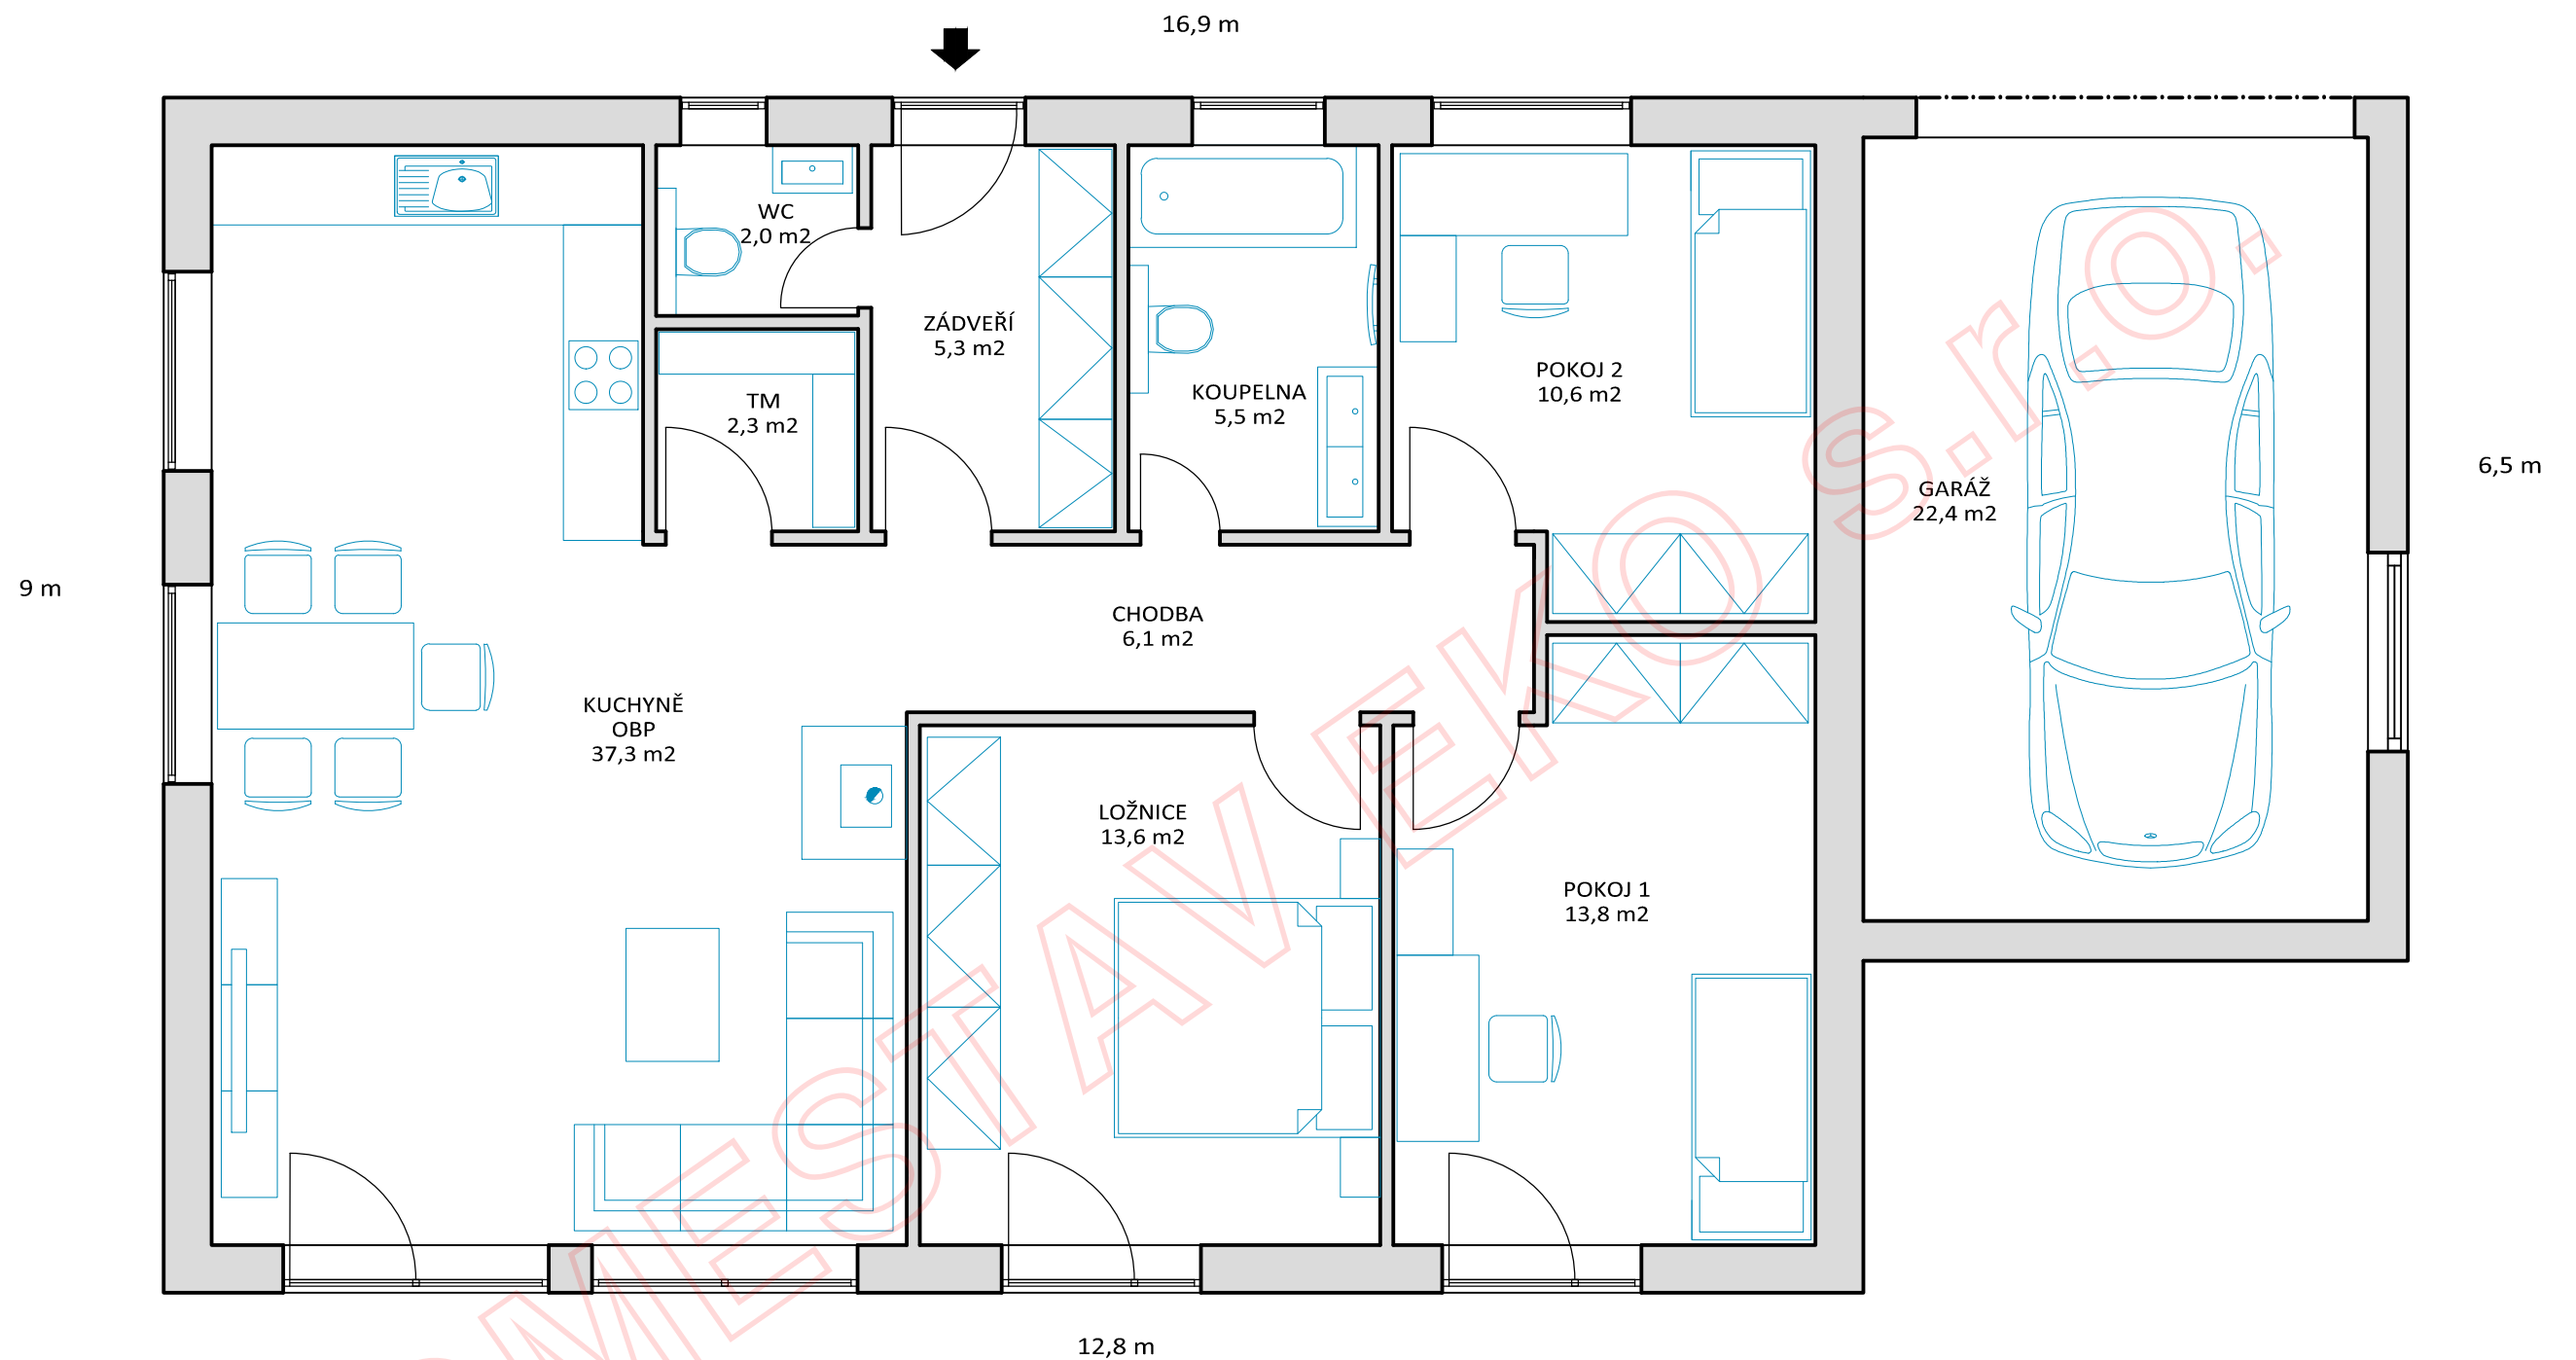 16,9 m
WC
2,0 m2
ZÁDVEŘÍ
5,3 m2
TM
2,3 m2
KOUPELNA
5,5 m2
POKOJ 2
10,6 m2
GARÁŽ
22,4 m2
6,5 m
9 m
CHODBA
6,1 m2
KUCHYNĚ
OBP
37,3 m2
LOŽNICE
13,6 m2
POKOJ 1
13,8 m2
12,8 m
OMESTAV EKO s.r.o.